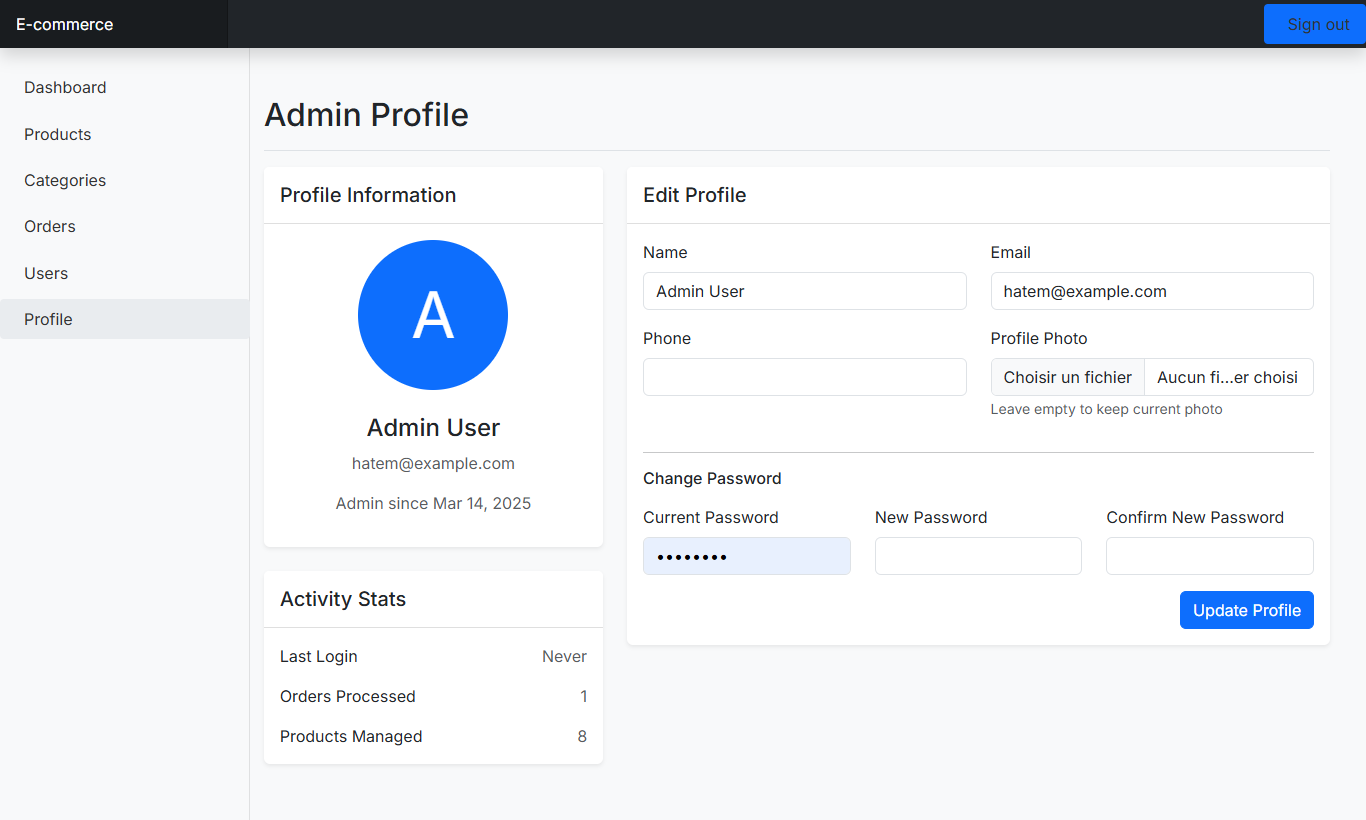 E-commerce
Sign out
Dashboard
Products
Categories
Orders
Users
Profile
Admin Profile
Profile Information
A
Admin User
hatem@example.com
Admin since Mar 14, 2025
Activity Stats
Last Login Never
Orders Processed 1
Products Managed 8
Edit Profile
Name Email
Admin User hatem@example.com
Phone Profile Photo
Choisir un fichier Aucun fi...er choisi
Leave empty to keep current photo
Change Password
Current Password New Password Confirm New Password
••••••••
Update Profile